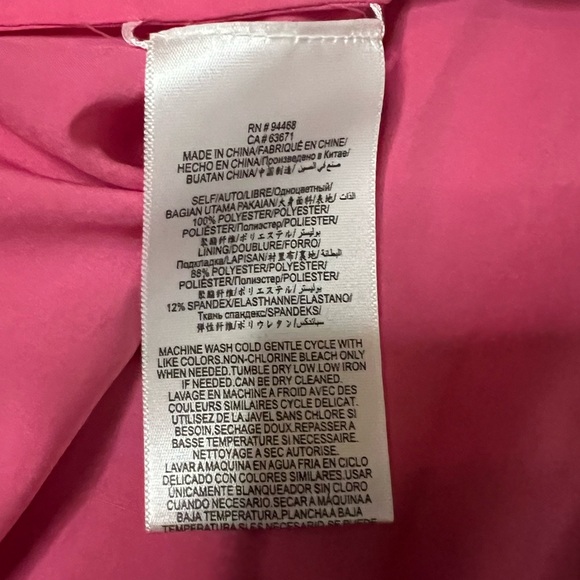 RN # 94468
CA # 63671
MADE IN CHINA/FABRIQUÉ EN CHINE/
HECHO EN CHINA/Произведено в Китае/
BUATAN CHINA/中国制造/ صنع في الصين
SELF/AUTO/LIBRE/Одноцветный/
BAGIAN UTAMA PAKAIAN/大身面料/表地/ الذات
100% POLYESTER/POLYESTER/
POLIÉSTER/Полиэстер/POLIESTER/
聚酯纤维/ポリエステル/ بوليستر
LINING/DOUBLURE/FORRO/
Подкладка/LAPISAN/衬里布/裏地/ البطانة
88% POLYESTER/POLYESTER/
POLIÉSTER/Полиэстер/POLIESTER/
聚酯纤维/ポリエステル/ بوليستر
12% SPANDEX/ELASTHANNE/ELASTANO/
Ткань спандекс/SPANDEKS/
弹性纤维/ポリウレタン/ سباندكس
MACHINE WASH COLD GENTLE CYCLE WITH
LIKE COLORS.NON-CHLORINE BLEACH ONLY
WHEN NEEDED.TUMBLE DRY LOW.LOW IRON
IF NEEDED.CAN BE DRY CLEANED.
LAVAGE EN MACHINE A FROID AVEC DES
COULEURS SIMILAIRES CYCLE DELICAT.
UTILISEZ DE LA JAVEL SANS CHLORE SI
BESOIN.SECHAGE DOUX.REPASSER A
BASSE TEMPERATURE SI NECESSAIRE.
NETTOYAGE A SEC AUTORISE.
LAVAR A MAQUINA EN AGUA FRIA EN CICLO
DELICADO CON COLORES SIMILARES.USAR
UNICAMENTE BLANQUEADOR SIN CLORO
CUANDO NECESARIO.SECAR A MAQUINA A
BAJA TEMPERATURA.PLANCHA A BAJA
TEMPERATURA SI ES NECESARIO.SE PUEDE